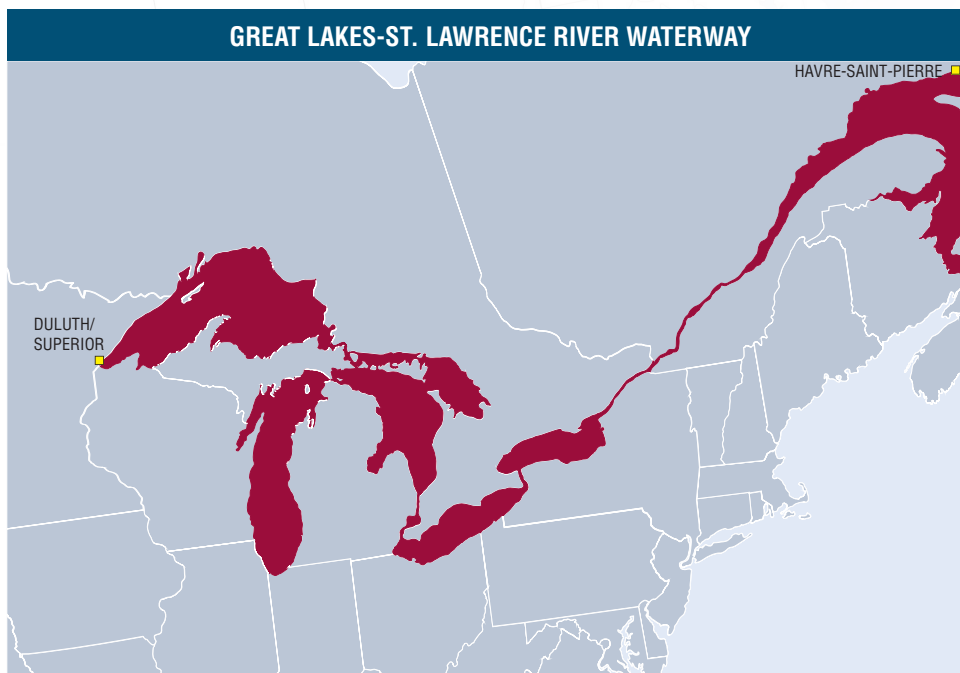 GREAT LAKES-ST. LAWRENCE RIVER WATERWAY
HAVRE-SAINT-PIERRE
DULUTH/
SUPERIOR